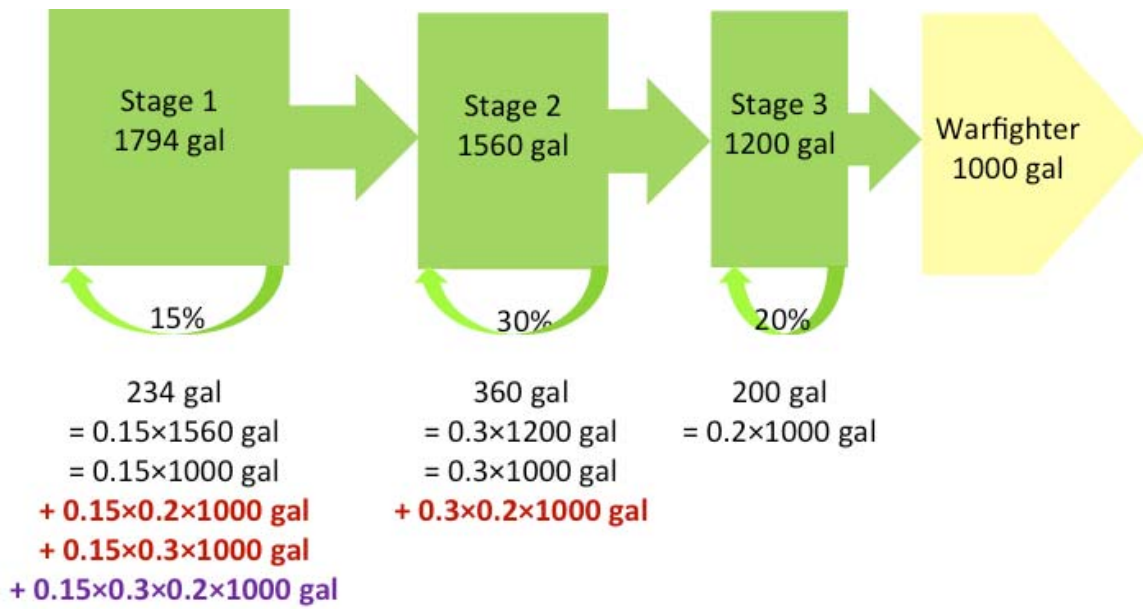 Stage 1
1794 gal
Stage 2
1560 gal
Stage 3
1200 gal
Warfighter
1000 gal
15%
30%
20%
234 gal
= 0.15×1560 gal
= 0.15×1000 gal
+ 0.15×0.2×1000 gal
+ 0.15×0.3×1000 gal
+ 0.15×0.3×0.2×1000 gal
360 gal
= 0.3×1200 gal
= 0.3×1000 gal
+ 0.3×0.2×1000 gal
200 gal
= 0.2×1000 gal